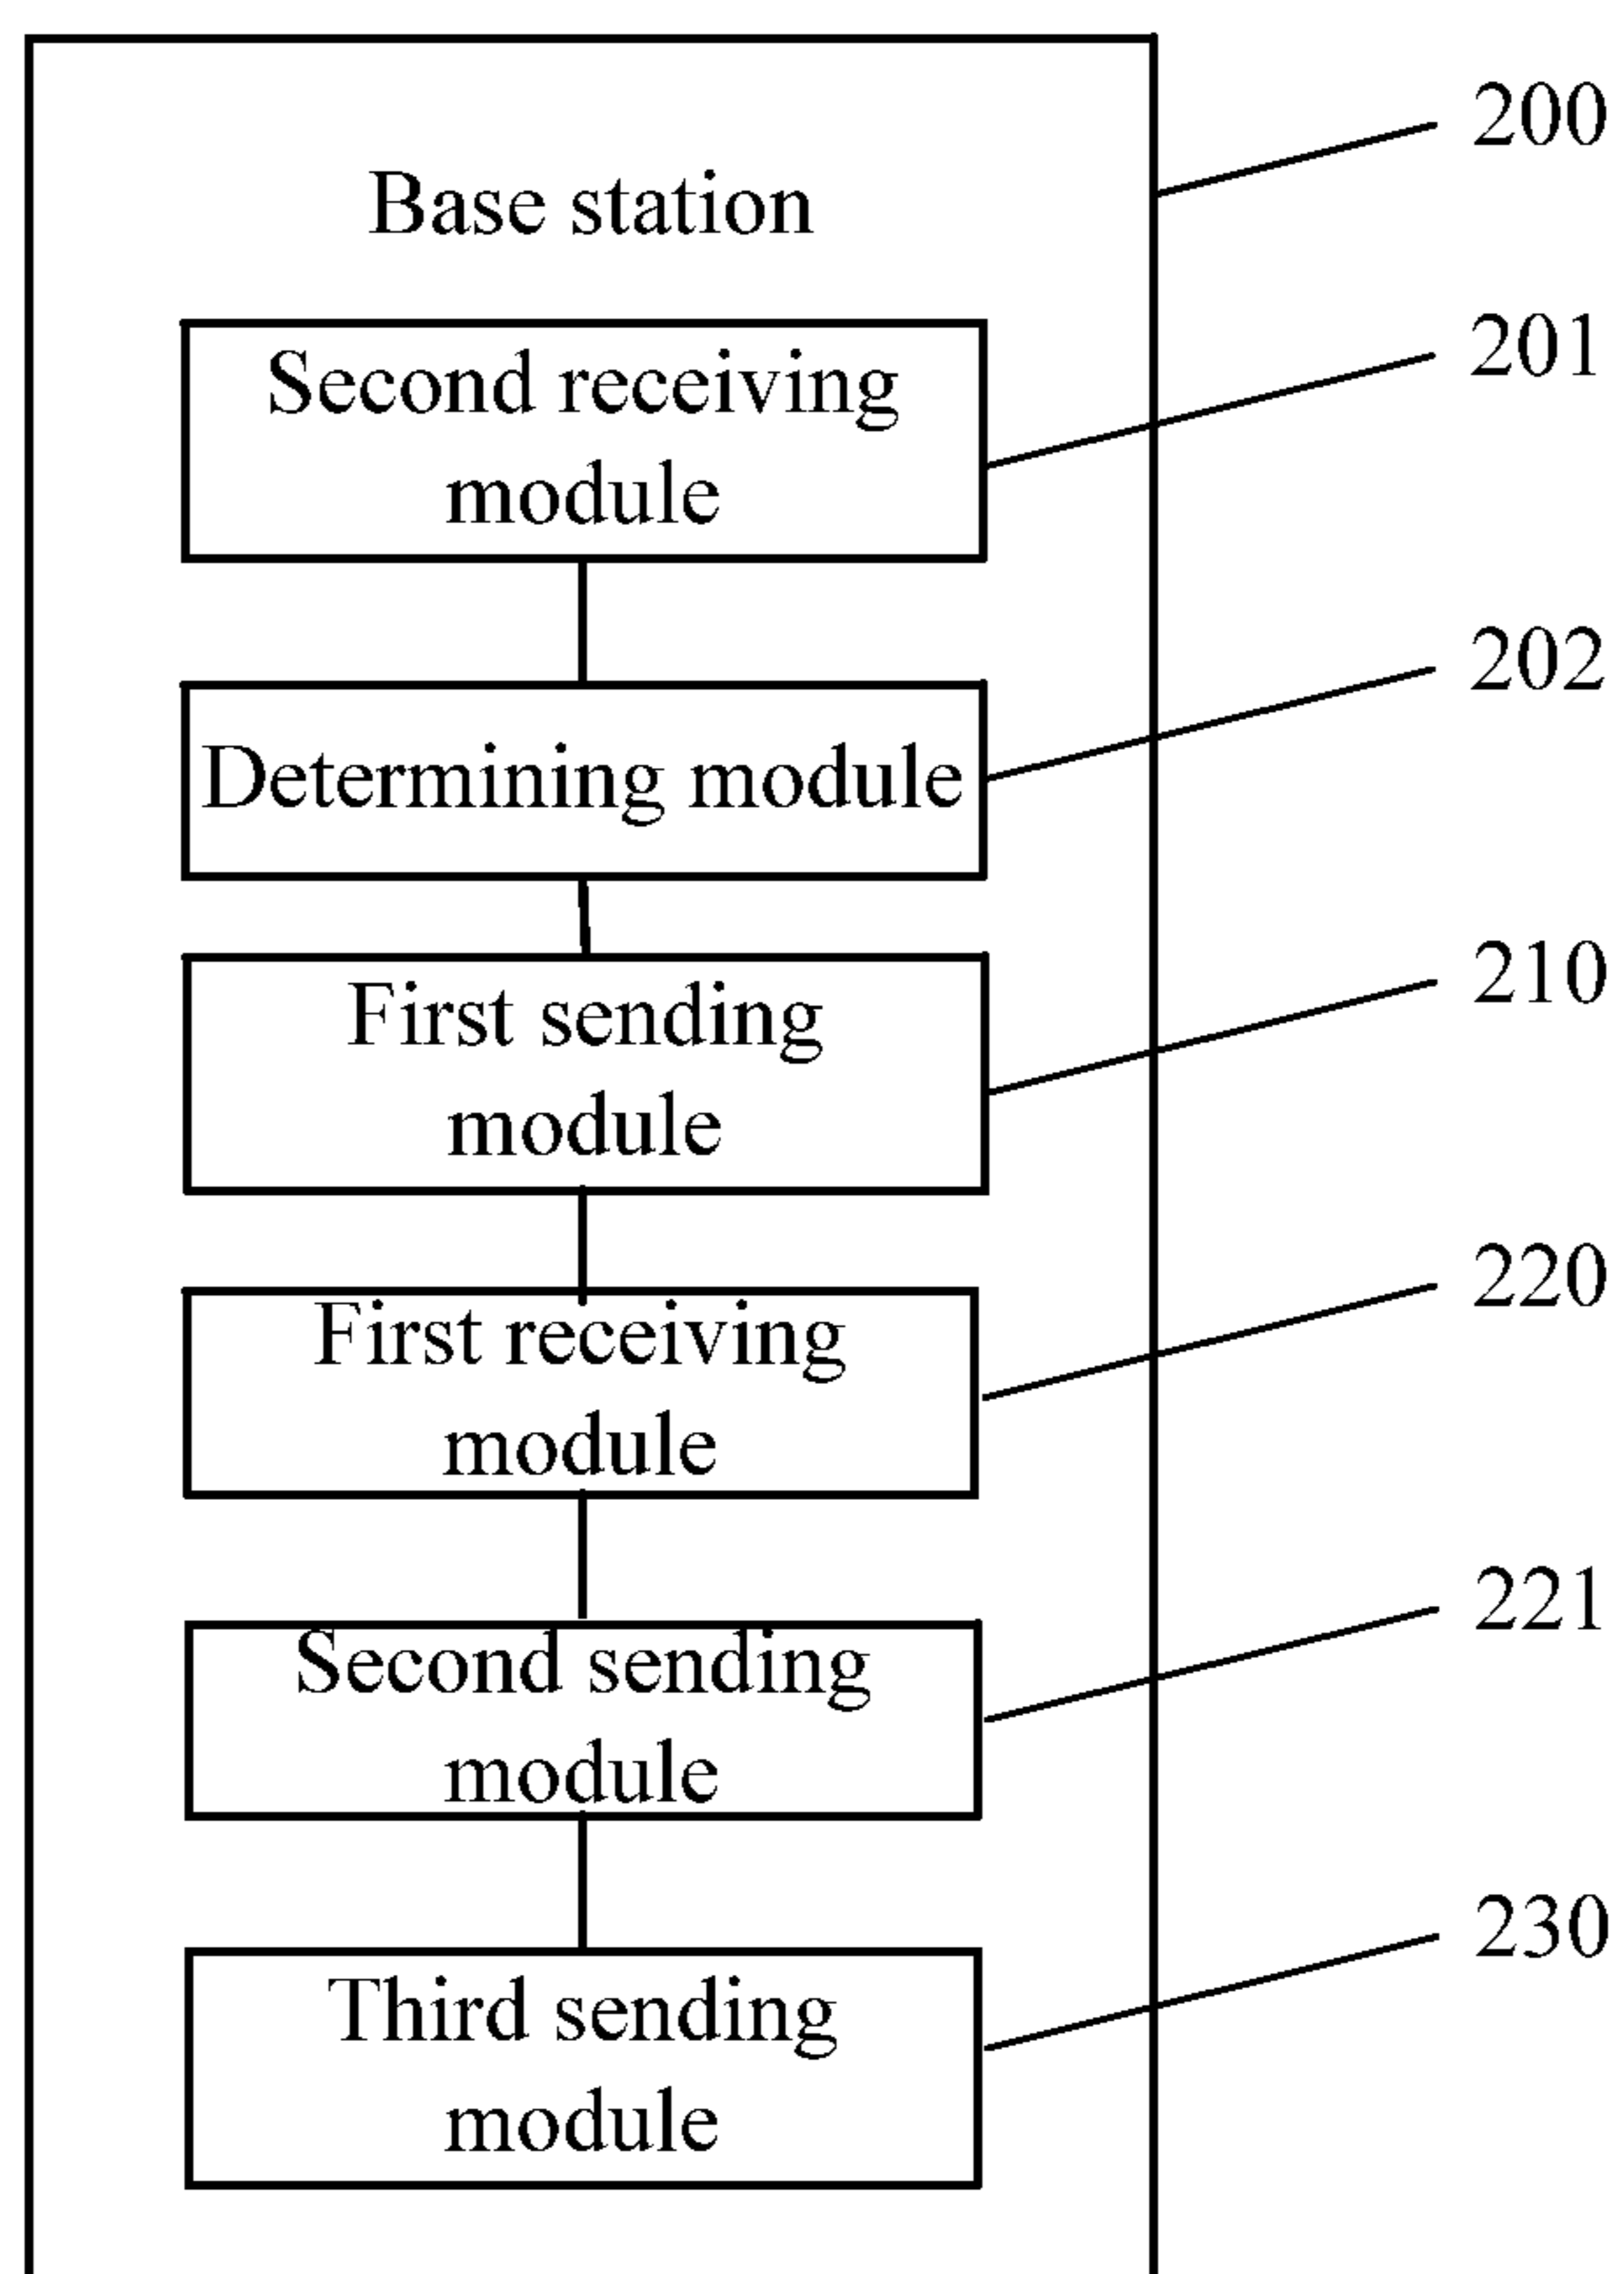 200
Base station
201
Second receiving
module
202
Determining module
210
First sending
module
220
First receiving
module
221
Second sending
module
230
Third sending
module